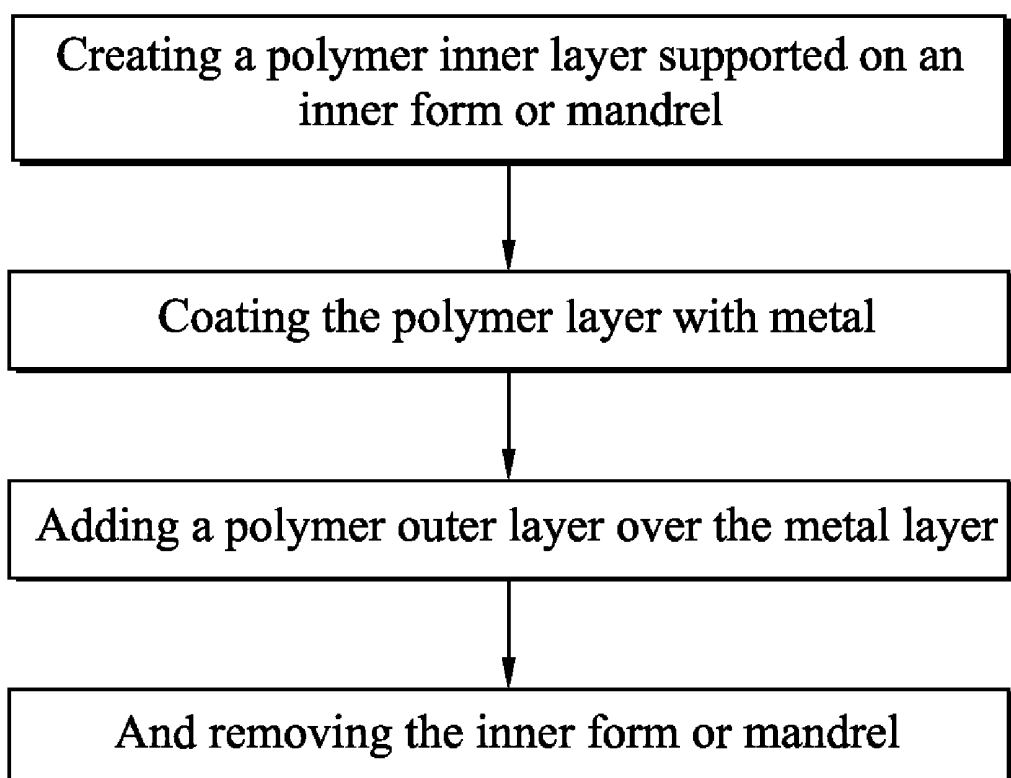 Creating a polymer inner layer supported on an
inner form or mandrel
Coating the polymer layer with metal
Adding a polymer outer layer over the metal layer
And removing the inner form or mandrel